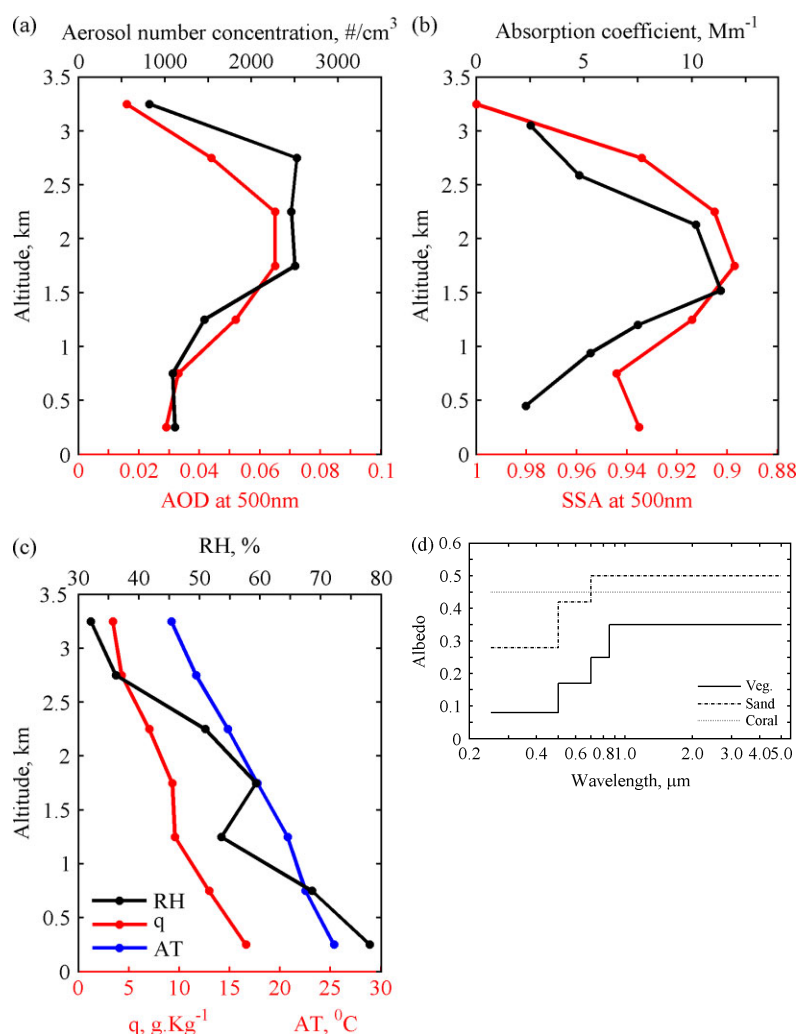 (a)
Aerosol number concentration, #/cm³
0 1000 2000 3000
3.5
3
2.5
2
1.5
1
0.5
0
Altitude, km
0 0.02 0.04 0.06 0.08 0.1
AOD at 500nm
(b)
Absorption coefficient, Mm⁻¹
0 5 10
3.5
3
2.5
2
1.5
1
0.5
0
Altitude, km
1 0.98 0.96 0.94 0.92 0.9 0.88
SSA at 500nm
(c)
RH, %
30 40 50 60 70 80
3.5
3
2.5
2
1.5
1
0.5
0
Altitude, km
RH
q
AT
0 5 10 15 20 25 30
q, g.Kg⁻¹ AT, ⁰C
(d)
0.6
0.5
0.4
0.3
0.2
0.1
0
Albedo
Veg.
Sand
Coral
0.2 0.4 0.6 0.8 1.0 2.0 3.0 4.0 5.0
Wavelength, μm